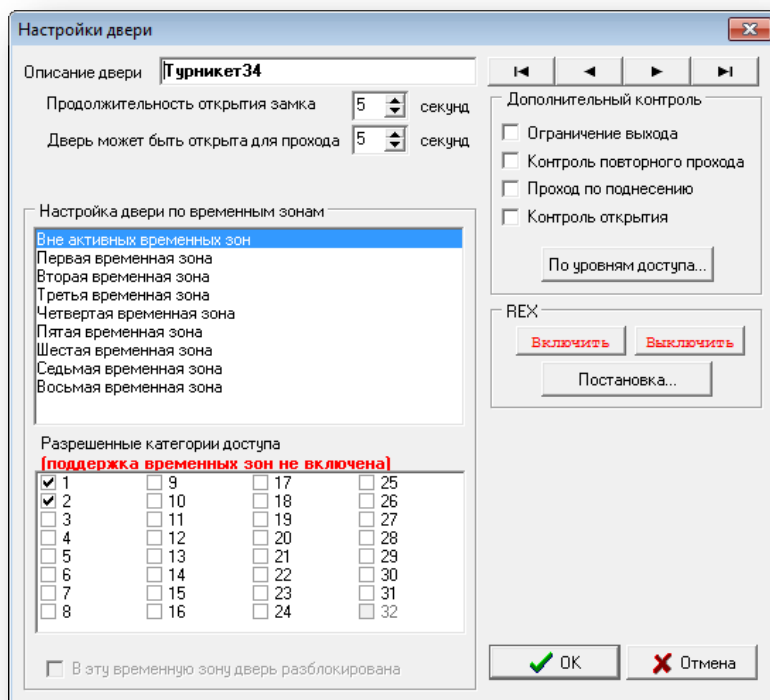 Настройки двери
Описание двери Турникет34
Продолжительность открытия замка 5 секунд
Дверь может быть открыта для прохода 5 секунд
Дополнительный контроль
Ограничение выхода
Контроль повторного прохода
Проход по поднесению
Контроль открытия
По уровням доступа...
REX
Включить Выключить
Постановка...
Настройка двери по временным зонам
Вне активных временных зон
Первая временная зона
Вторая временная зона
Третья временная зона
Четвертая временная зона
Пятая временная зона
Шестая временная зона
Седьмая временная зона
Восьмая временная зона
Разрешенные категории доступа
(поддержка временных зон не включена)
1 9 17 25
2 10 18 26
3 11 19 27
4 12 20 28
5 13 21 29
6 14 22 30
7 15 23 31
8 16 24 32
В эту временную зону дверь разблокирована
OK Отмена